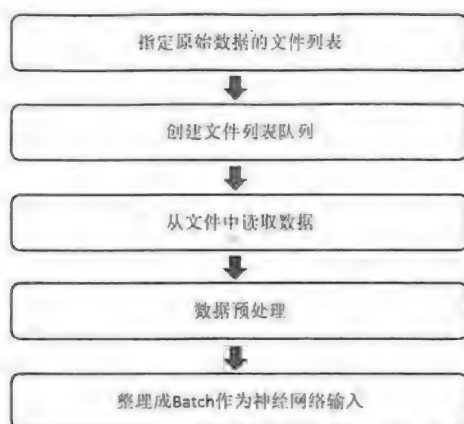 指定原始数据的文件列表
创建文件列表队列
从文件中读取数据
数据预处理
整理成Batch作为神经网络输入